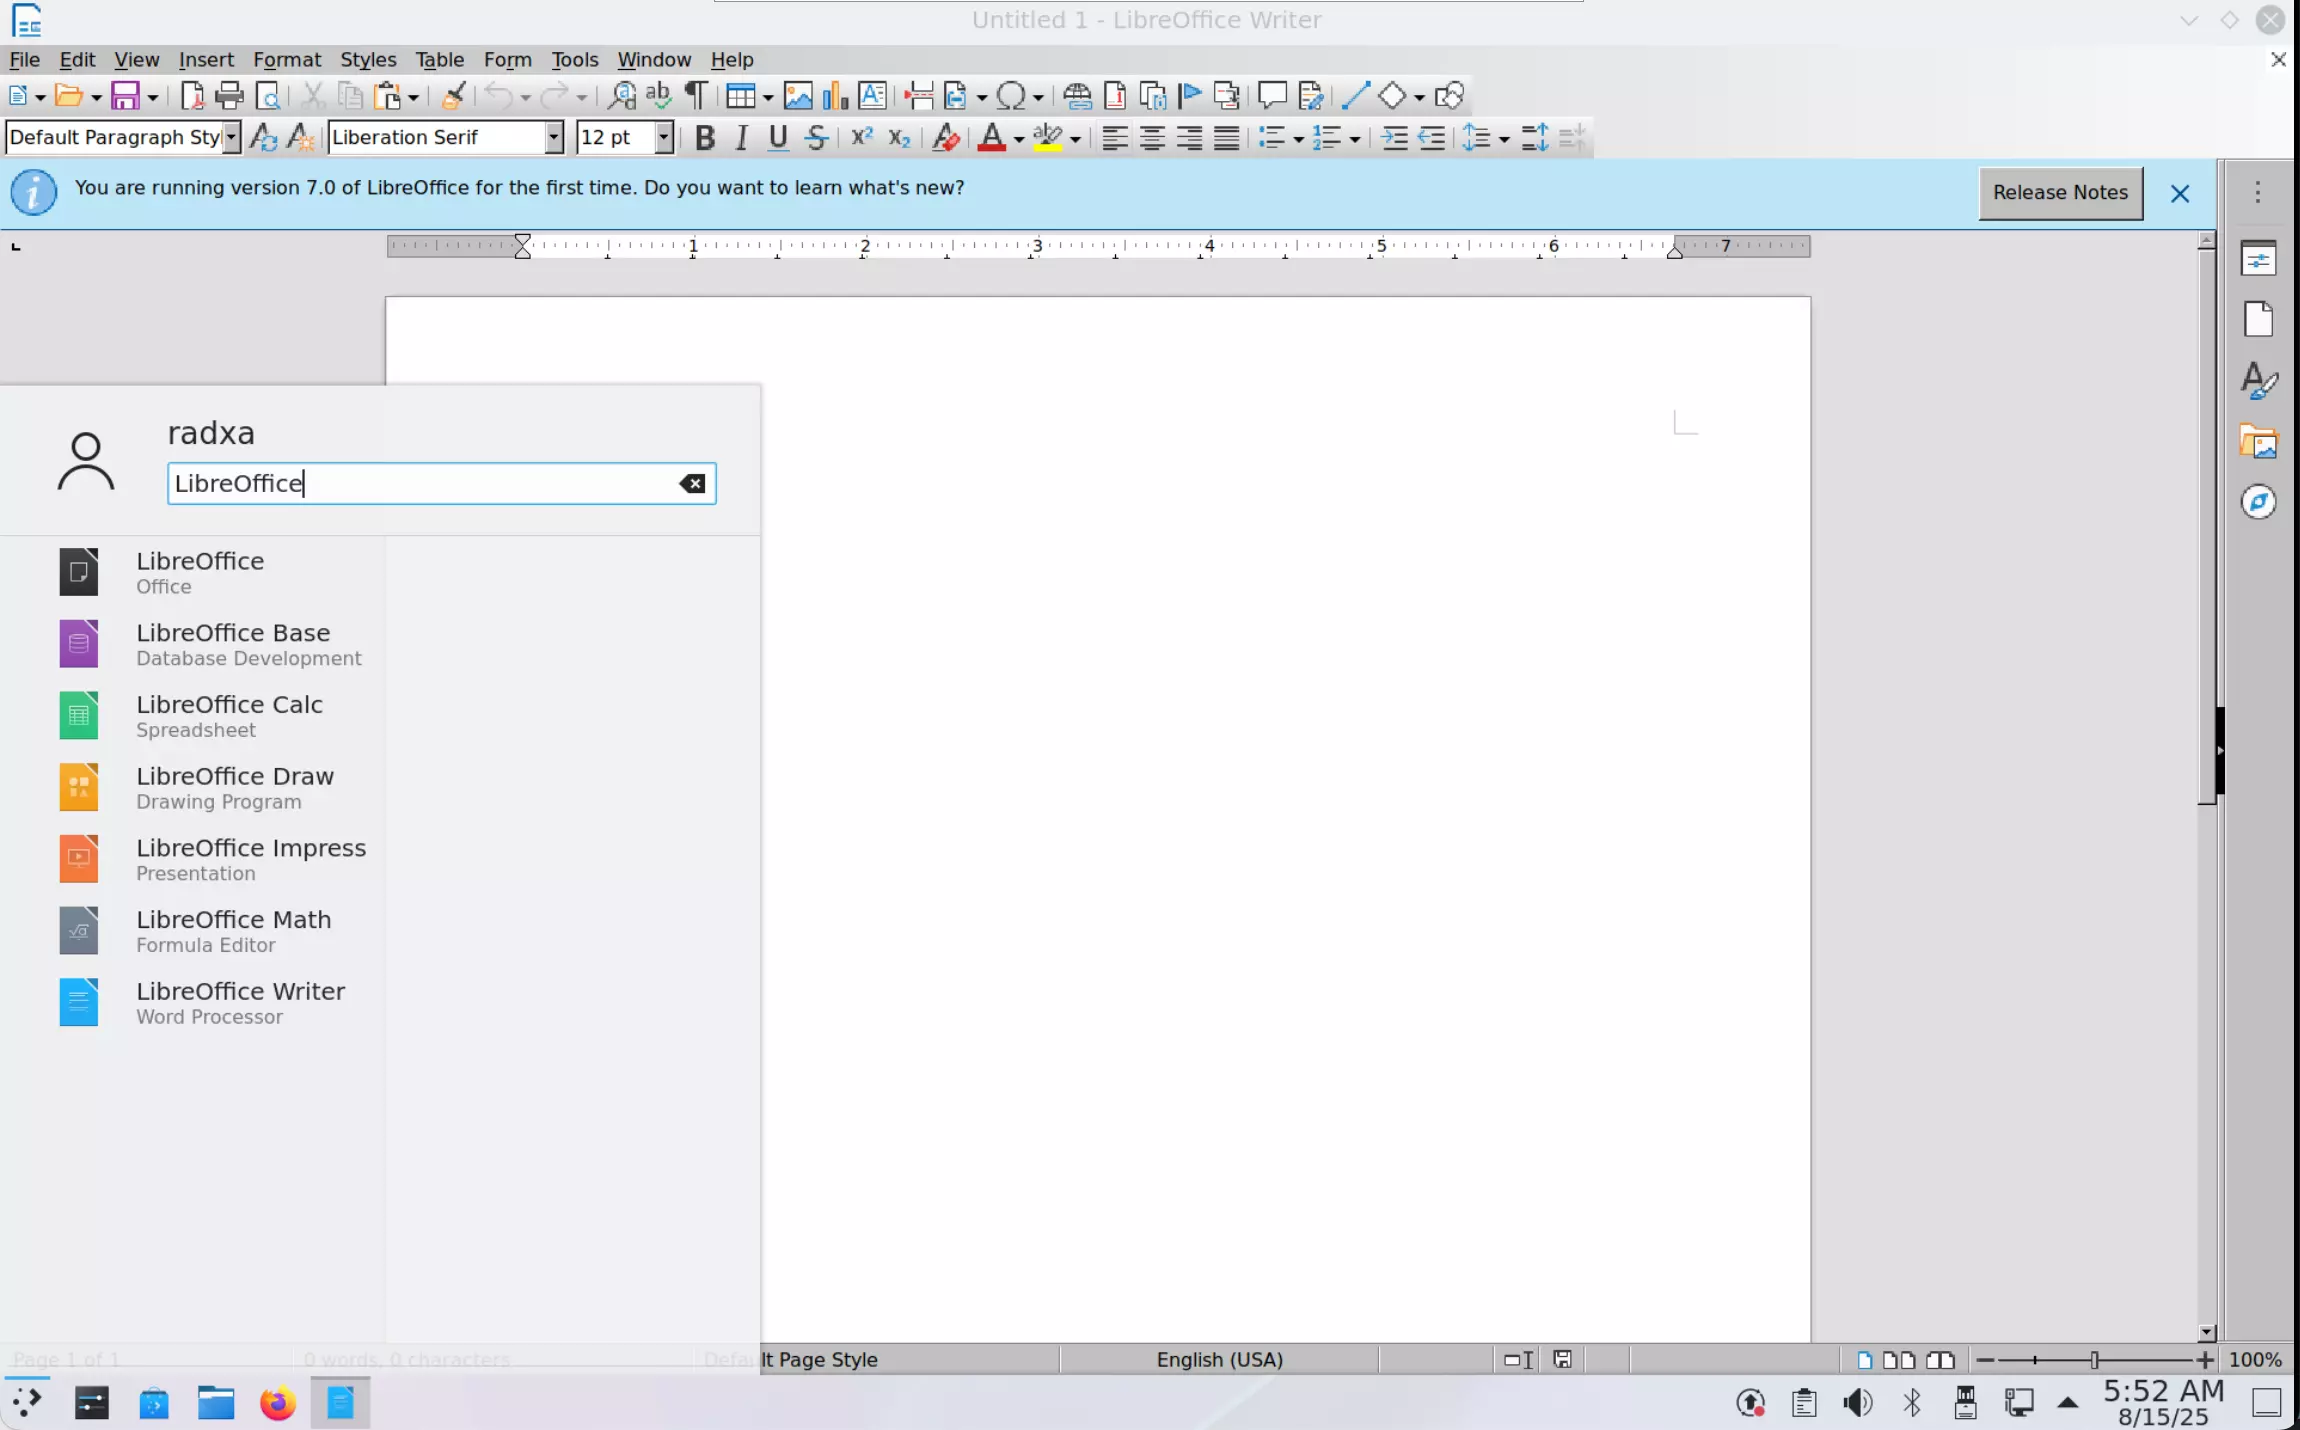 Untitled 1 - LibreOffice Writer
File Edit View Insert Format Styles Table Form Tools Window Help
Default Paragraph Styl Liberation Serif 12 pt
You are running version 7.0 of LibreOffice for the first time. Do you want to learn what's new? Release Notes
1 2 3 4 5 6 7
radxa
LibreOffice
LibreOffice
Office
LibreOffice Base
Database Development
LibreOffice Calc
Spreadsheet
LibreOffice Draw
Drawing Program
LibreOffice Impress
Presentation
LibreOffice Math
Formula Editor
LibreOffice Writer
Word Processor
Page 1 of 1 0 words, 0 characters Default Page Style English (USA) 100%
5:52 AM
8/15/25